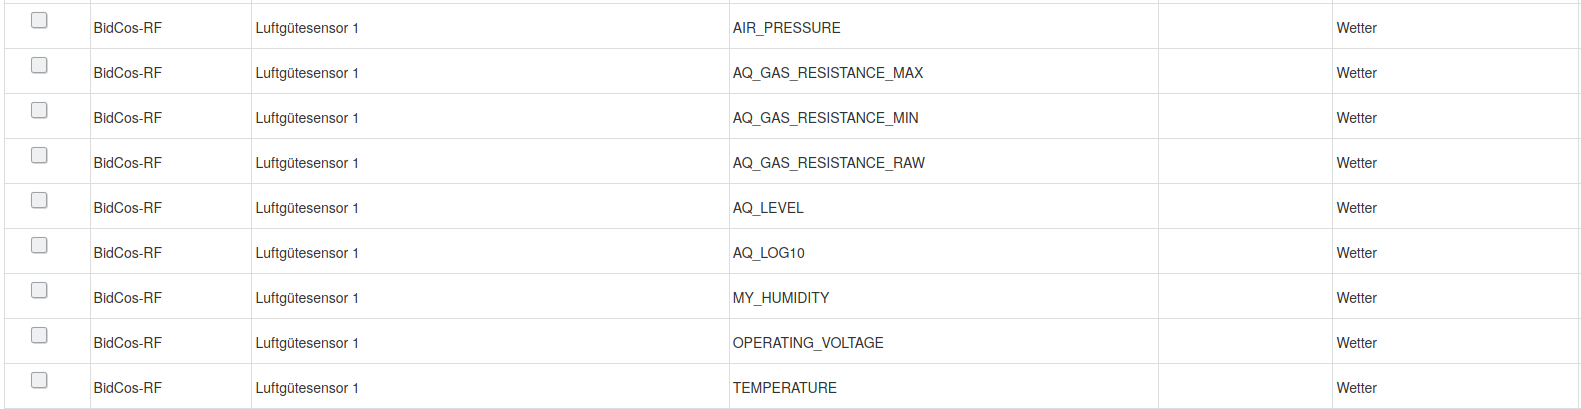 BidCos-RF Luftgütesensor 1 AIR_PRESSURE Wetter
BidCos-RF Luftgütesensor 1 AQ_GAS_RESISTANCE_MAX Wetter
BidCos-RF Luftgütesensor 1 AQ_GAS_RESISTANCE_MIN Wetter
BidCos-RF Luftgütesensor 1 AQ_GAS_RESISTANCE_RAW Wetter
BidCos-RF Luftgütesensor 1 AQ_LEVEL Wetter
BidCos-RF Luftgütesensor 1 AQ_LOG10 Wetter
BidCos-RF Luftgütesensor 1 MY_HUMIDITY Wetter
BidCos-RF Luftgütesensor 1 OPERATING_VOLTAGE Wetter
BidCos-RF Luftgütesensor 1 TEMPERATURE Wetter